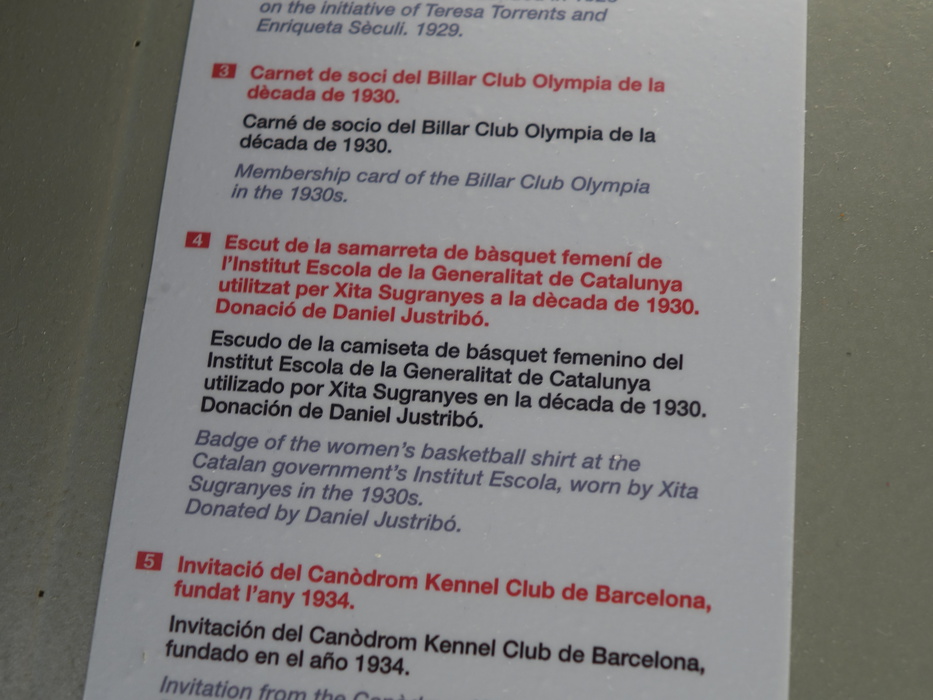 on the initiative of Teresa Torrents and
Enriqueta Sèculi. 1929.
3 Carnet de soci del Billar Club Olympia de la
dècada de 1930.
Carné de socio del Billar Club Olympia de la
década de 1930.
Membership card of the Billar Club Olympia
in the 1930s.
4 Escut de la samarreta de bàsquet femení de
l'Institut Escola de la Generalitat de Catalunya
utilitzat per Xita Sugranyes a la dècada de 1930.
Donació de Daniel Justribó.
Escudo de la camiseta de básquet femenino del
Institut Escola de la Generalitat de Catalunya
utilizado por Xita Sugranyes en la década de 1930.
Donación de Daniel Justribó.
Badge of the women's basketball shirt at the
Catalan government's Institut Escola, worn by Xita
Sugranyes in the 1930s.
Donated by Daniel Justribó.
5 Invitació del Canòdrom Kennel Club de Barcelona,
fundat l'any 1934.
Invitación del Canòdrom Kennel Club de Barcelona,
fundado en el año 1934.
Invitation from the